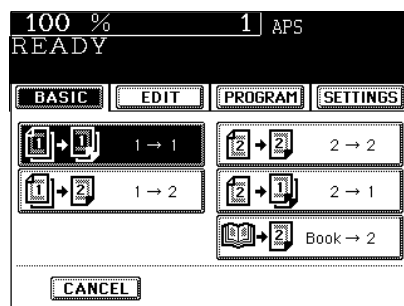 100 % 1 APS
READY
BASIC EDIT PROGRAM SETTINGS
1 → 1 2 → 2
1 → 2 2 → 1
Book → 2
CANCEL